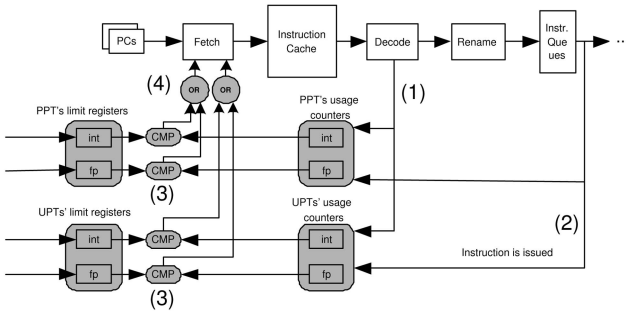 PCs
Fetch
Instruction
Cache
Decode
Rename
Instr.
Que
ues
(4)
OR
OR
(1)
PPT's limit registers
PPT's usage
counters
int
CMP
int
fp
CMP
fp
(3)
UPTs' limit registers
UPTs' usage
counters
(2)
int
CMP
int
Instruction is issued
fp
CMP
fp
(3)